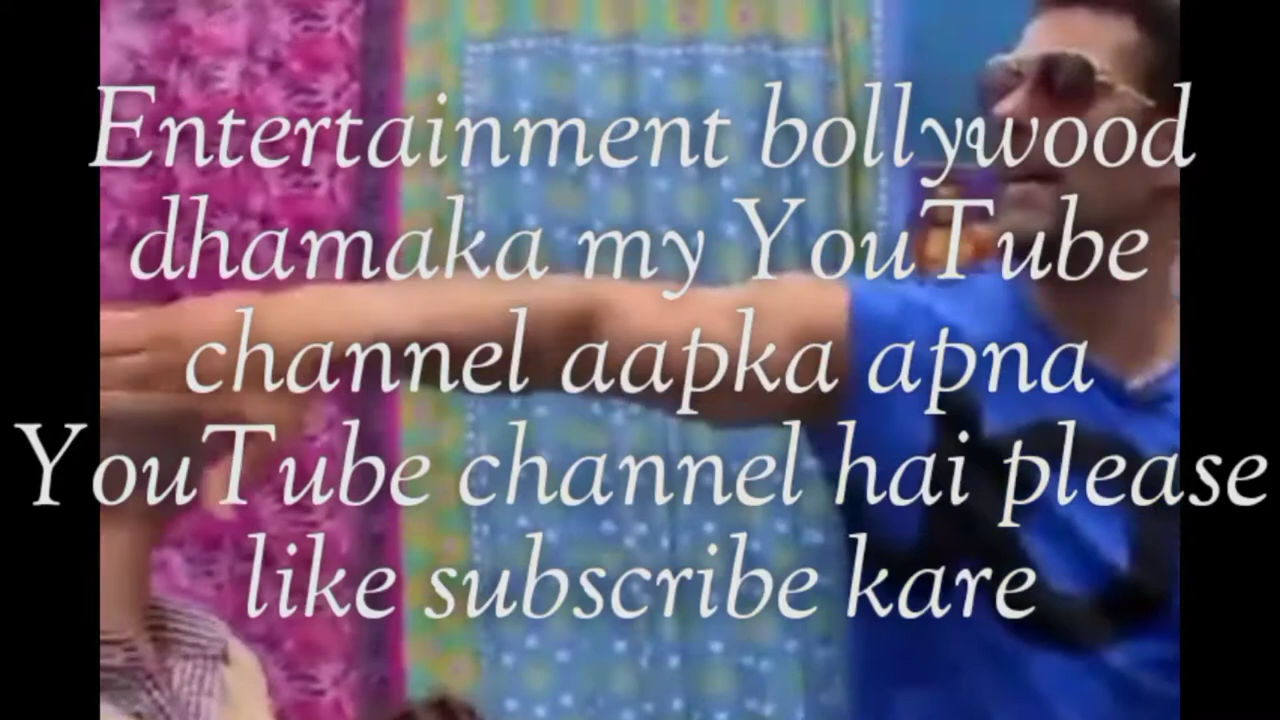 Entertainment bollywood
dhamaka my YouTube
channel aapka apna
YouTube channel hai please
like subscribe kare